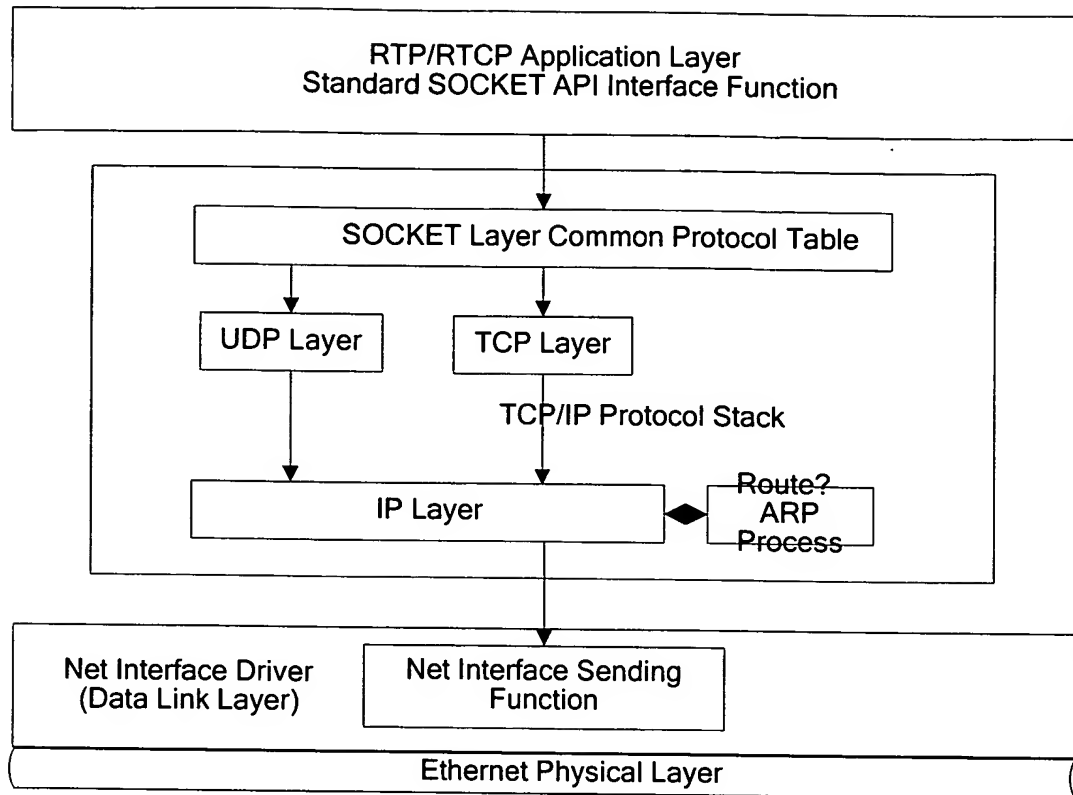 RTP/RTCP Application Layer
Standard SOCKET API Interface Function
SOCKET Layer Common Protocol Table
UDP Layer
TCP Layer
TCP/IP Protocol Stack
IP Layer
Route?
ARP
Process
Net Interface Driver
(Data Link Layer)
Net Interface Sending
Function
Ethernet Physical Layer